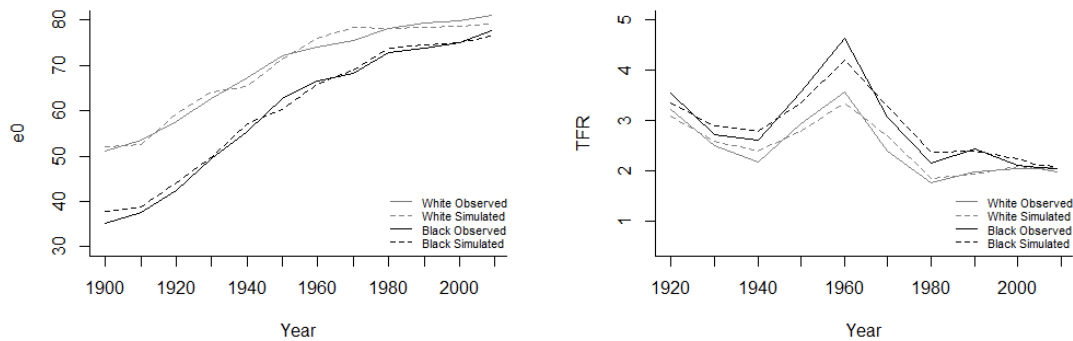 80
70
60
50
40
30
e0
White Observed
White Simulated
Black Observed
Black Simulated
1900 1920 1940 1960 1980 2000
Year
5
4
3
2
1
TFR
White Observed
White Simulated
Black Observed
Black Simulated
1920 1940 1960 1980 2000
Year